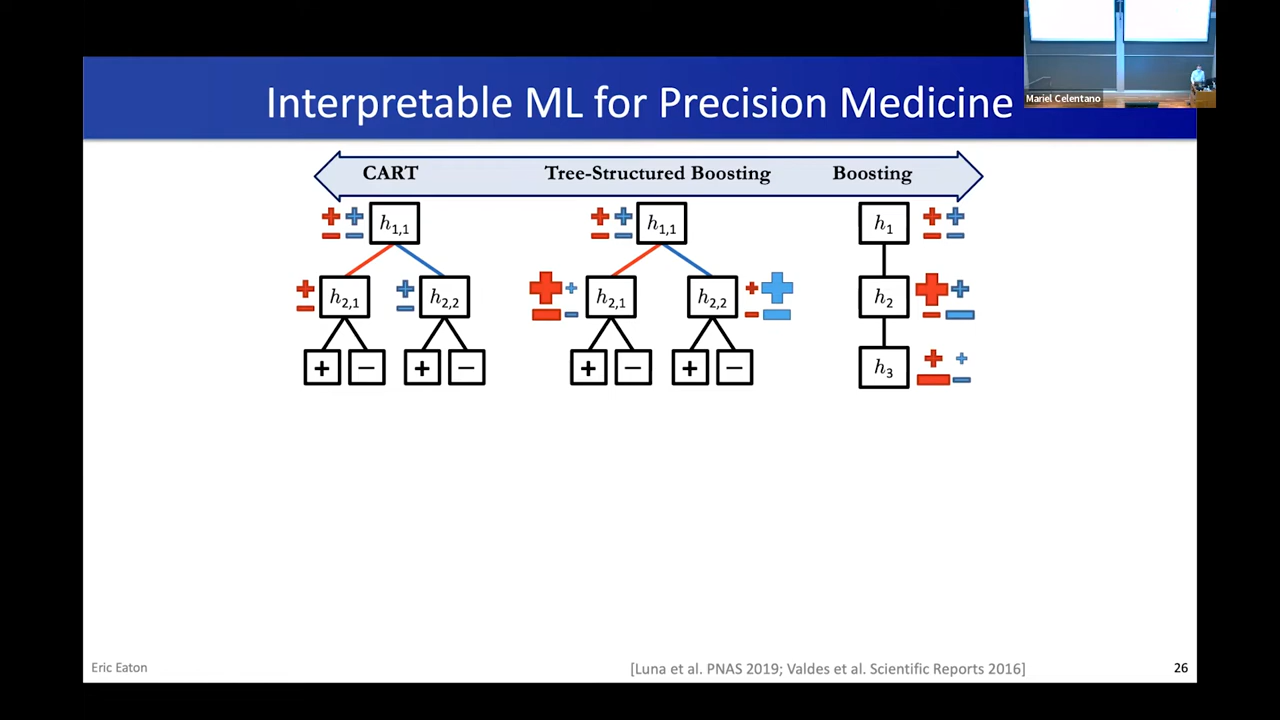 Interpretable ML for Precision Medicine
Mariel Celentano
CART Tree-Structured Boosting Boosting
h1,1 h1,1 h1
h2,1 h2,2 h2,1 h2,2 h2
+ − + − + − + − h3
Eric Eaton [Luna et al. PNAS 2019; Valdes et al. Scientific Reports 2016] 26